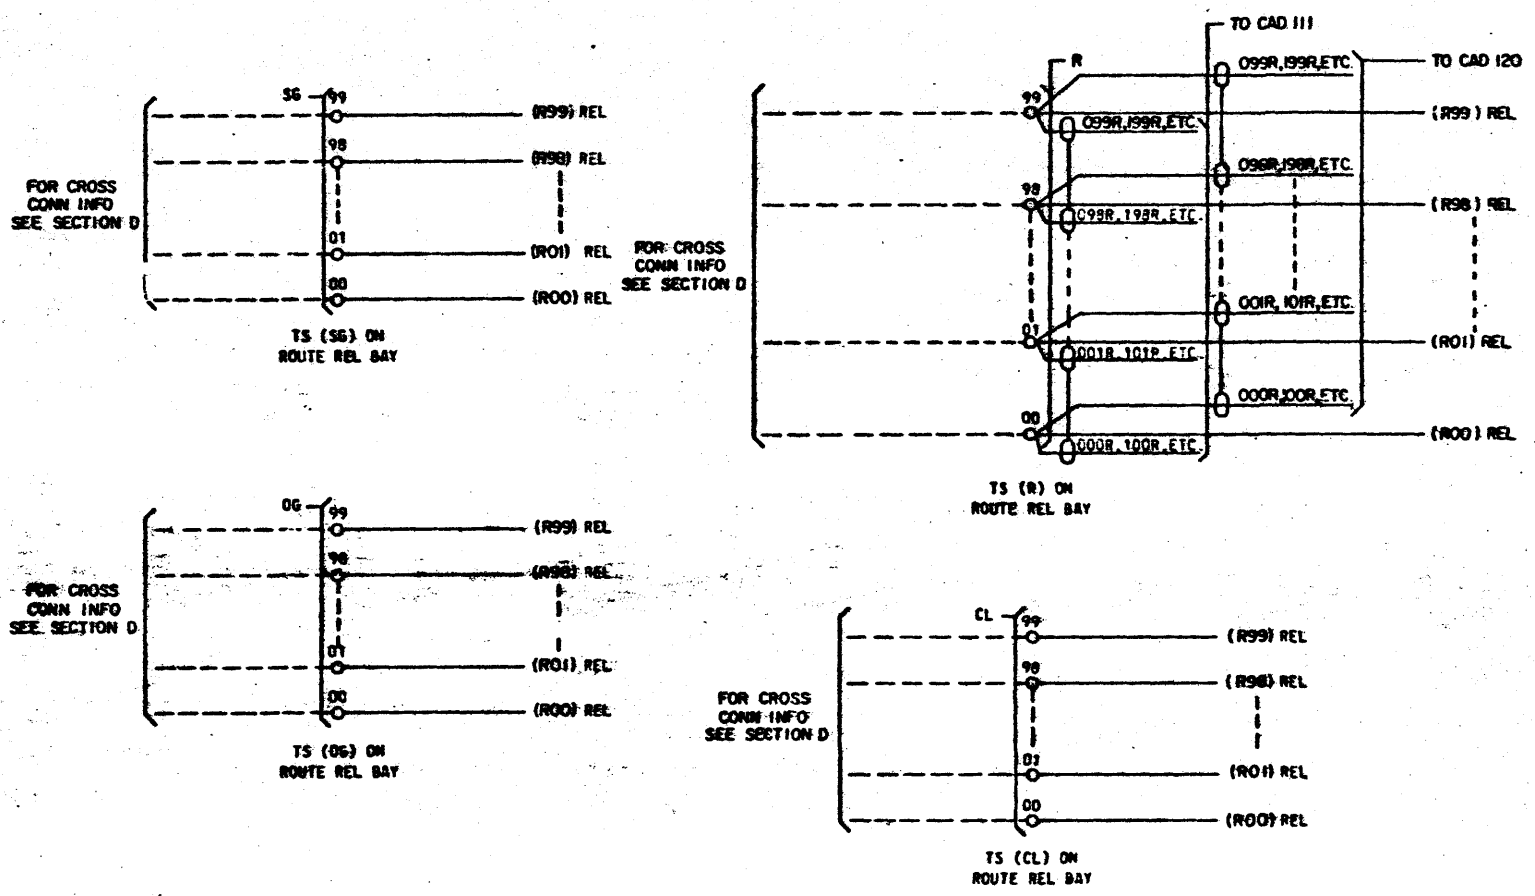 SG
99
(R99) REL
98
(R98) REL
FOR CROSS
CONN INFO
SEE SECTION D
01
(R01) REL
00
(R00) REL
TS (SG) ON
ROUTE REL BAY
TO CAD 111
R
099R,199R,ETC.
TO CAD 120
99
(R99) REL
099R,199R,ETC.
098R,198R,ETC.
98
(R98) REL
098R,198R,ETC.
FOR CROSS
CONN INFO
SEE SECTION D
001R,101R,ETC.
01
(R01) REL
001R,101R,ETC.
000R,100R,ETC.
00
(R00) REL
000R,100R,ETC.
TS (R) ON
ROUTE REL BAY
OG
99
(R99) REL
98
(R98) REL
FOR CROSS
CONN INFO
SEE SECTION D
01
(R01) REL
00
(R00) REL
TS (OG) ON
ROUTE REL BAY
CL
99
(R99) REL
98
(R98) REL
FOR CROSS
CONN INFO
SEE SECTION D
01
(R01) REL
00
(R00) REL
TS (CL) ON
ROUTE REL BAY